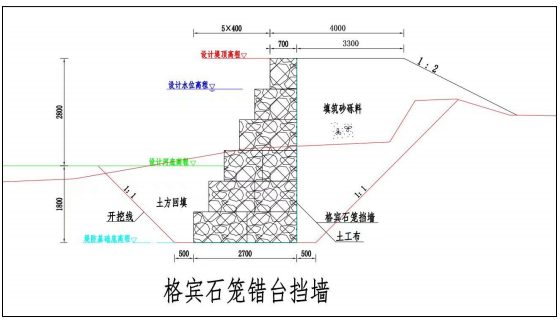 5×400
4000
700
3300
设计堤顶高程
1：2
设计水位高程
2800
填筑砂砾料
设计河底高程
1:1
1:1
土方回填
1800
开挖线
格宾石笼挡墙
土工布
堤防基础底高程
500
2700
500
格宾石笼错台挡墙